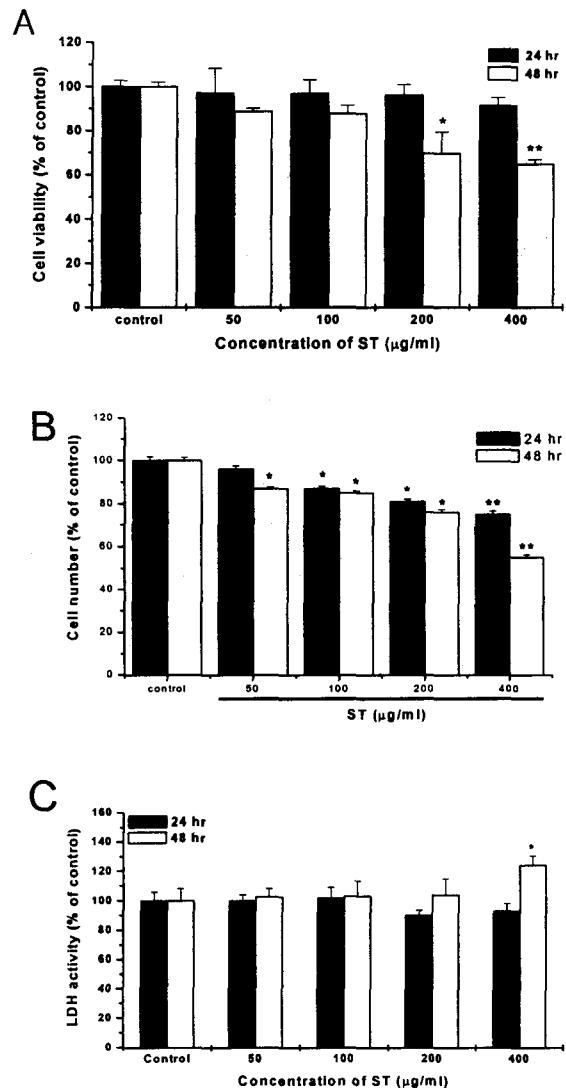 A
120
100
80
60
40
20
0
Cell viability (% of control)
24 hr
48 hr
*
**
control 50 100 200 400
Concentration of ST (μg/ml)
B
120
100
80
60
40
20
0
Cell number (% of control)
24 hr
48 hr
* * * * * ** **
control 50 100 200 400
ST (μg/ml)
C
160
140
120
100
80
60
40
20
0
LDH activity (% of control)
24 hr
48 hr
*
Control 50 100 200 400
Concentration of ST (μg/ml)